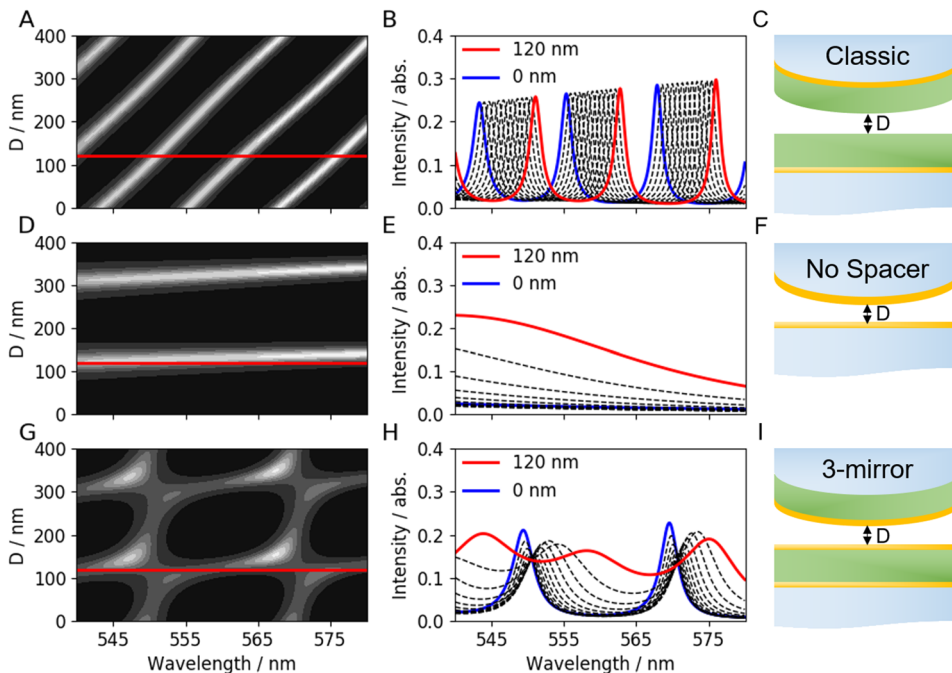 A
B
C
400
300
200
100
0
D / nm
0.4
0.3
0.2
0.1
0.0
Intensity / abs.
120 nm
0 nm
Classic
D
D
E
F
400
300
200
100
0
D / nm
0.4
0.3
0.2
0.1
0.0
Intensity / abs.
120 nm
0 nm
No Spacer
D
G
H
I
400
300
200
100
0
D / nm
545 555 565 575
Wavelength / nm
0.4
0.3
0.2
0.1
0.0
Intensity / abs.
120 nm
0 nm
545 555 565 575
Wavelength / nm
3-mirror
D